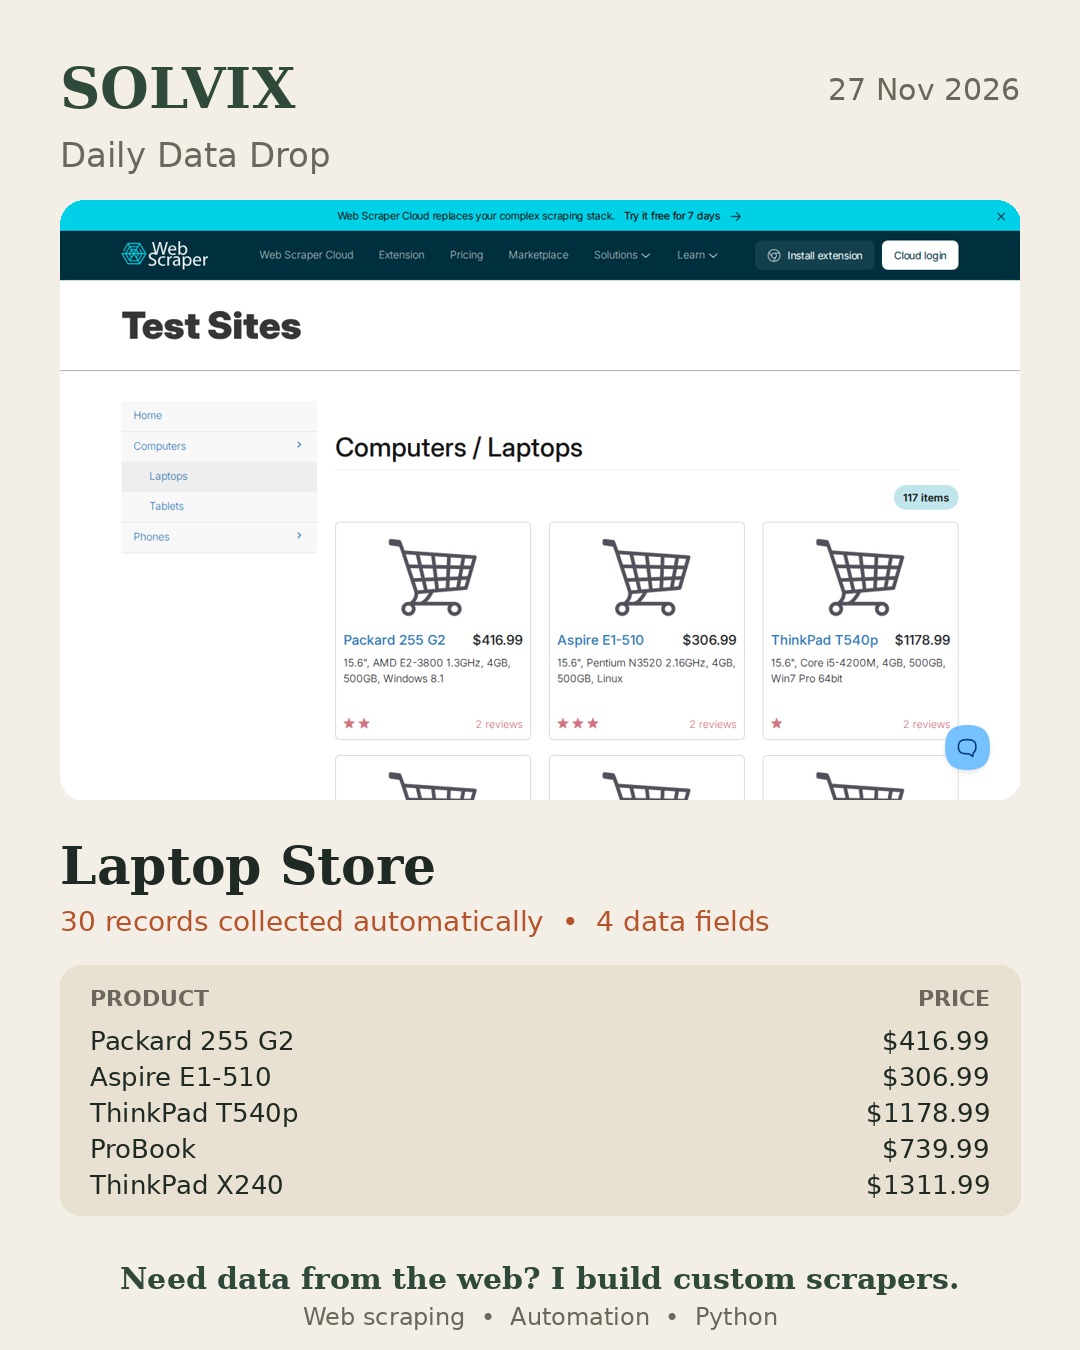 SOLVIX
27 Nov 2026
Daily Data Drop
Web Scraper Cloud replaces your complex scraping stack. Try it free for 7 days →
Web Scraper
Web Scraper Cloud Extension Pricing Marketplace Solutions Learn Install extension Cloud login
Test Sites
Home
Computers
Laptops
Tablets
Phones
Computers / Laptops
117 items
Packard 255 G2 $416.99
15.6", AMD E2-3800 1.3GHz, 4GB,
500GB, Windows 8.1
2 reviews
Aspire E1-510 $306.99
15.6", Pentium N3520 2.16GHz, 4GB,
500GB, Linux
2 reviews
ThinkPad T540p $1178.99
15.6", Core i5-4200M, 4GB, 500GB,
Win7 Pro 64bit
2 reviews
Laptop Store
30 records collected automatically • 4 data fields
PRODUCT PRICE
Packard 255 G2 $416.99
Aspire E1-510 $306.99
ThinkPad T540p $1178.99
ProBook $739.99
ThinkPad X240 $1311.99
Need data from the web? I build custom scrapers.
Web scraping • Automation • Python